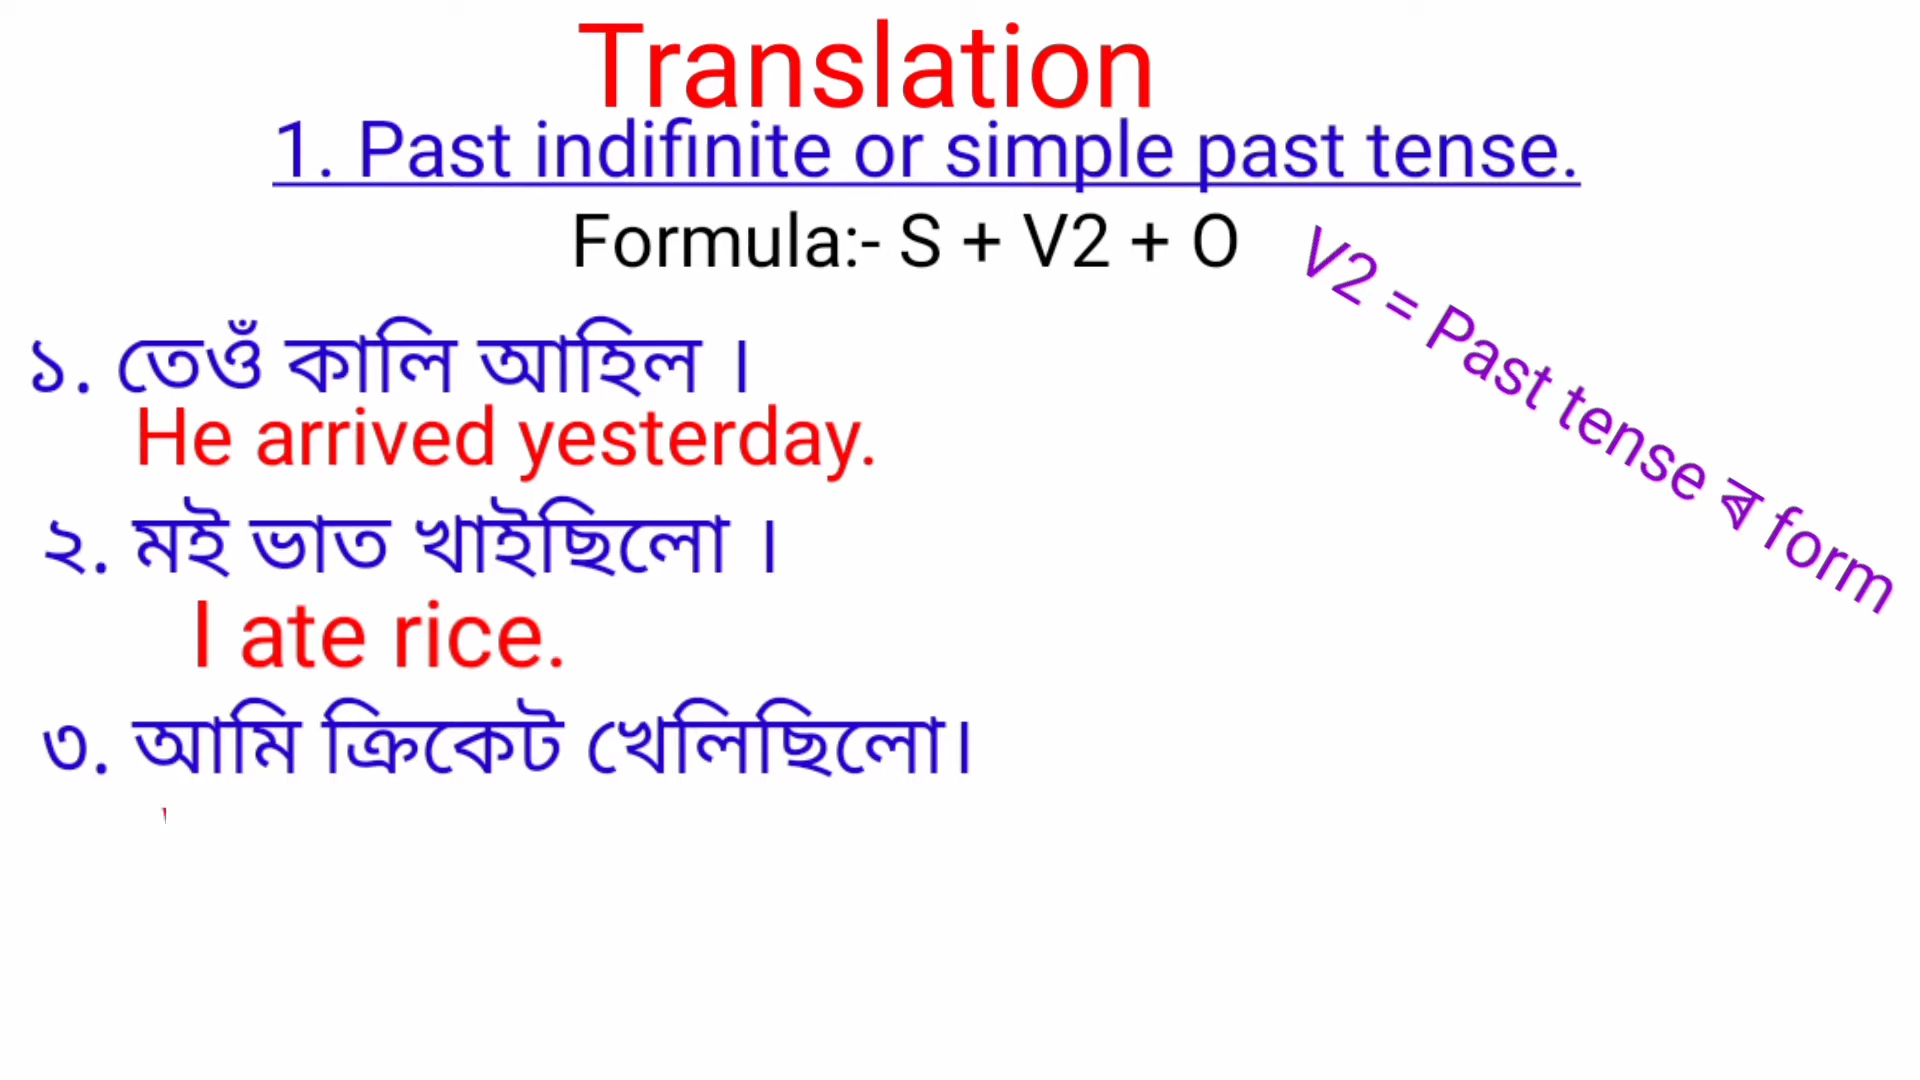 Translation
1. Past indifinite or simple past tense.
Formula:- S + V2 + O
V2 = Past tense ৰ form
১. তেওঁ কালি আহিল ।
He arrived yesterday.
২. মই ভাত খাইছিলো ।
I ate rice.
৩. আমি ক্রিকেট খেলিছিলো।